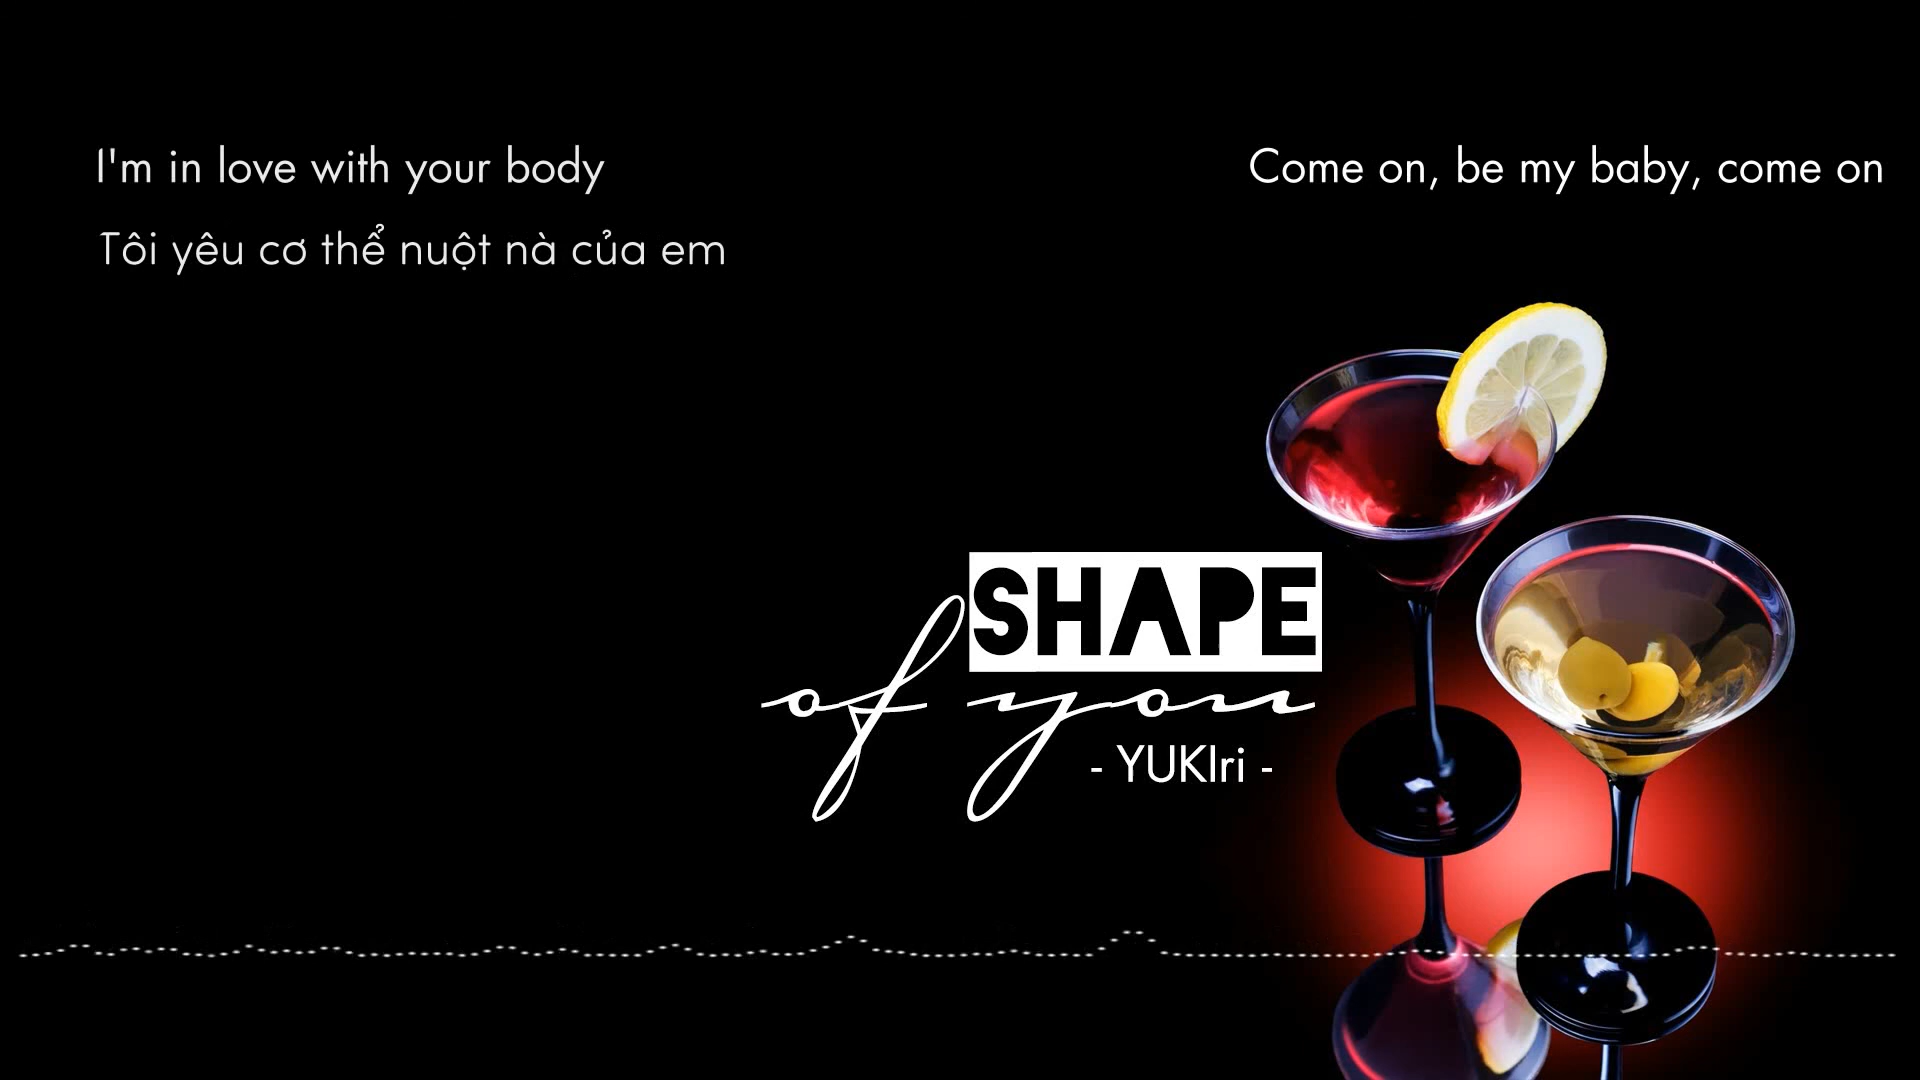 I'm in love with your body
Tôi yêu cơ thể nuột nà của em
Come on, be my baby, come on
SHAPE
of you
- YUKIri -